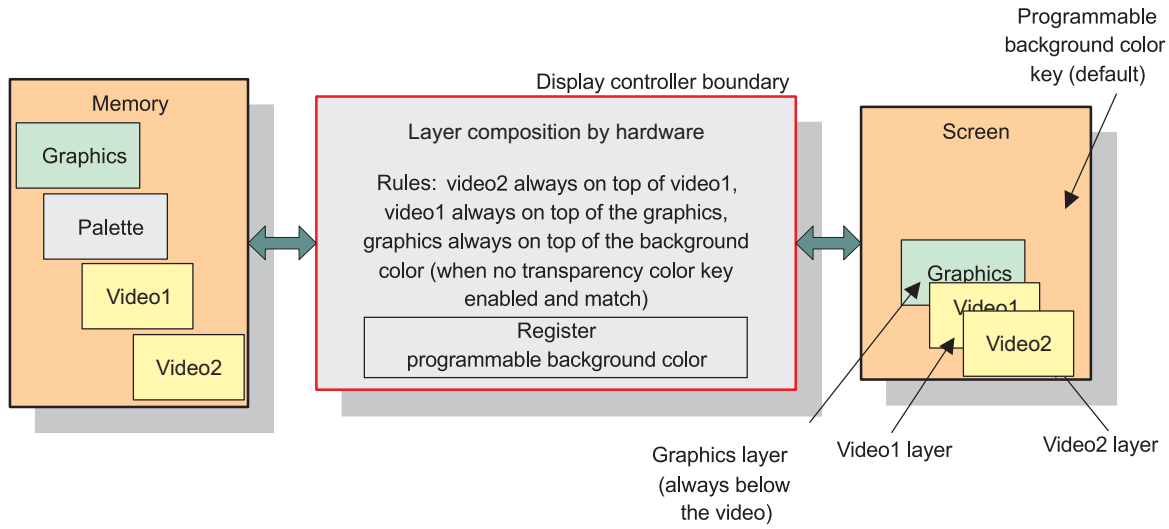 Programmable
background color
key (default)
Display controller boundary
Memory
Graphics
Palette
Video1
Video2
Layer composition by hardware
Rules: video2 always on top of video1,
video1 always on top of the graphics,
graphics always on top of the background
color (when no transparency color key
enabled and match)
Register
programmable background color
Screen
Graphics
Video1
Video2
Graphics layer
(always below
the video)
Video1 layer
Video2 layer